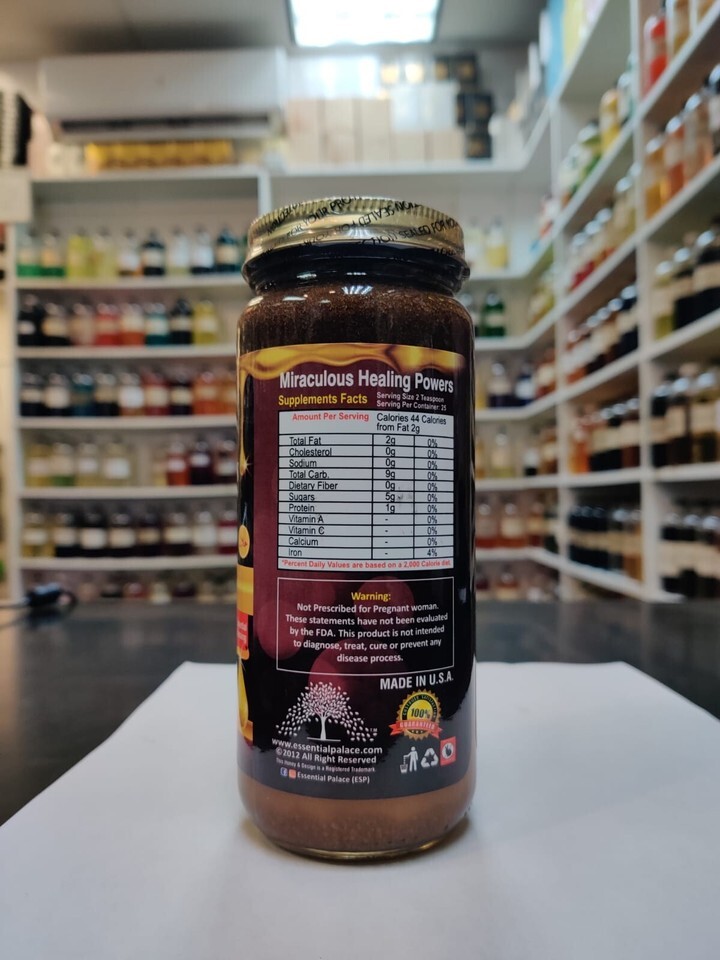 Miraculous Healing Powers
Supplements Facts
Serving Size 2 Teaspoon
Serving Per Container: 25
Amount Per Serving Calories 44 Calories
from Fat 2g
Total Fat 2g 0%
Cholesterol 0g 0%
Sodium 0g 0%
Total Carb. 9g 0%
Dietary Fiber 0g 0%
Sugars 5g 0%
Protein 1g 0%
Vitamin A - 0%
Vitamin C - 0%
Calcium - 0%
Iron - 4%
*Percent Daily Values are based on a 2,000 Calorie diet.
Warning:
Not Prescribed for Pregnant woman.
These statements have not been evaluated
by the FDA. This product is not intended
to diagnose, treat, cure or prevent any
disease process.
MADE IN U.S.A.
100%
GUARANTEED
www.essentialpalace.com
©2012 All Right Reserved
This Honey & Design is a Registered Trademark
Essential Palace (ESP)